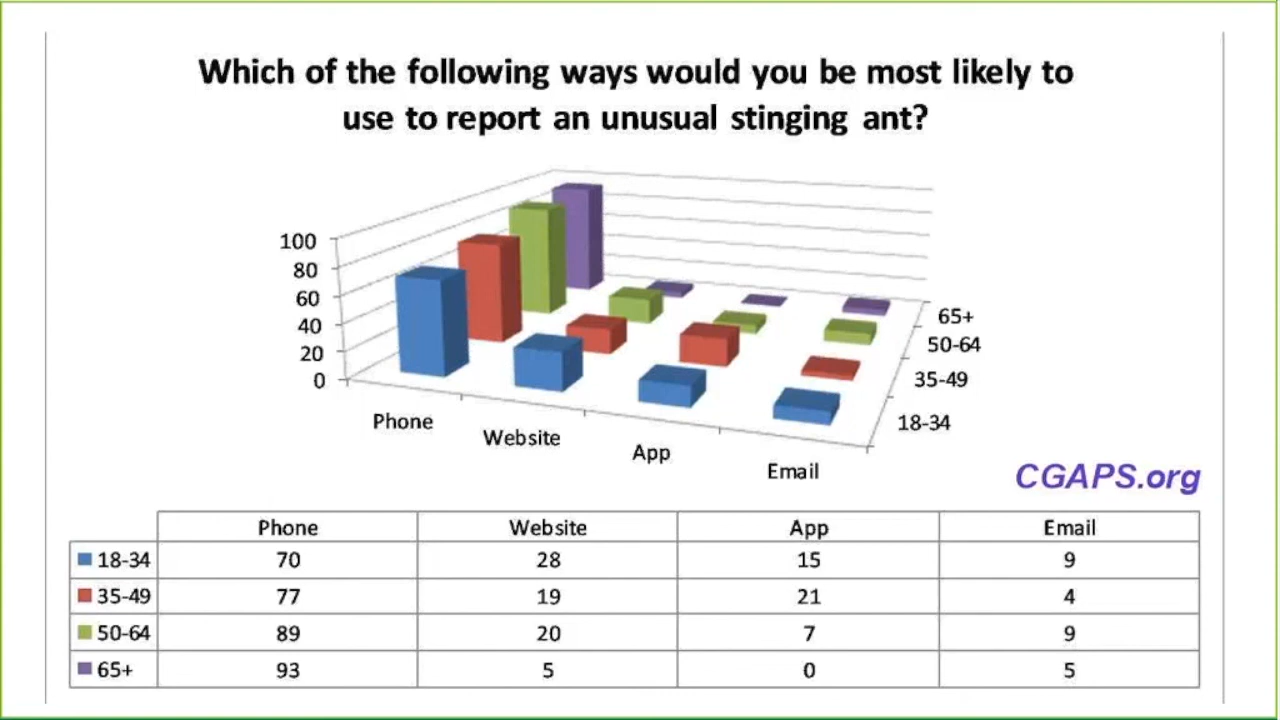 Which of the following ways would you be most likely to
use to report an unusual stinging ant?
100
80
60
40
20
0
Phone
Website
App
Email
65+
50-64
35-49
18-34
CGAPS.org
Phone Website App Email
18-34 70 28 15 9
35-49 77 19 21 4
50-64 89 20 7 9
65+ 93 5 0 5